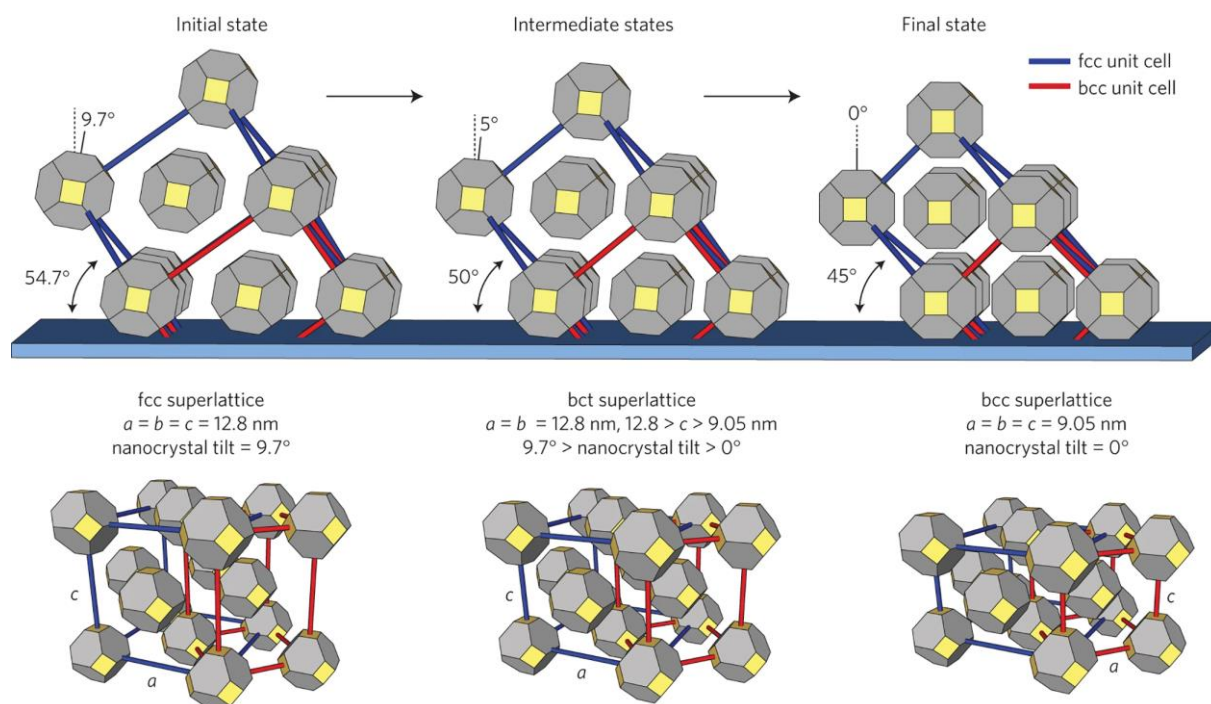 Initial state
Intermediate states
Final state
fcc unit cell
bcc unit cell
9.7°
5°
0°
54.7°
50°
45°
fcc superlattice
a = b = c = 12.8 nm
nanocrystal tilt = 9.7°
bct superlattice
a = b = 12.8 nm, 12.8 > c > 9.05 nm
9.7° > nanocrystal tilt > 0°
bcc superlattice
a = b = c = 9.05 nm
nanocrystal tilt = 0°
c
a
c
a
c
a